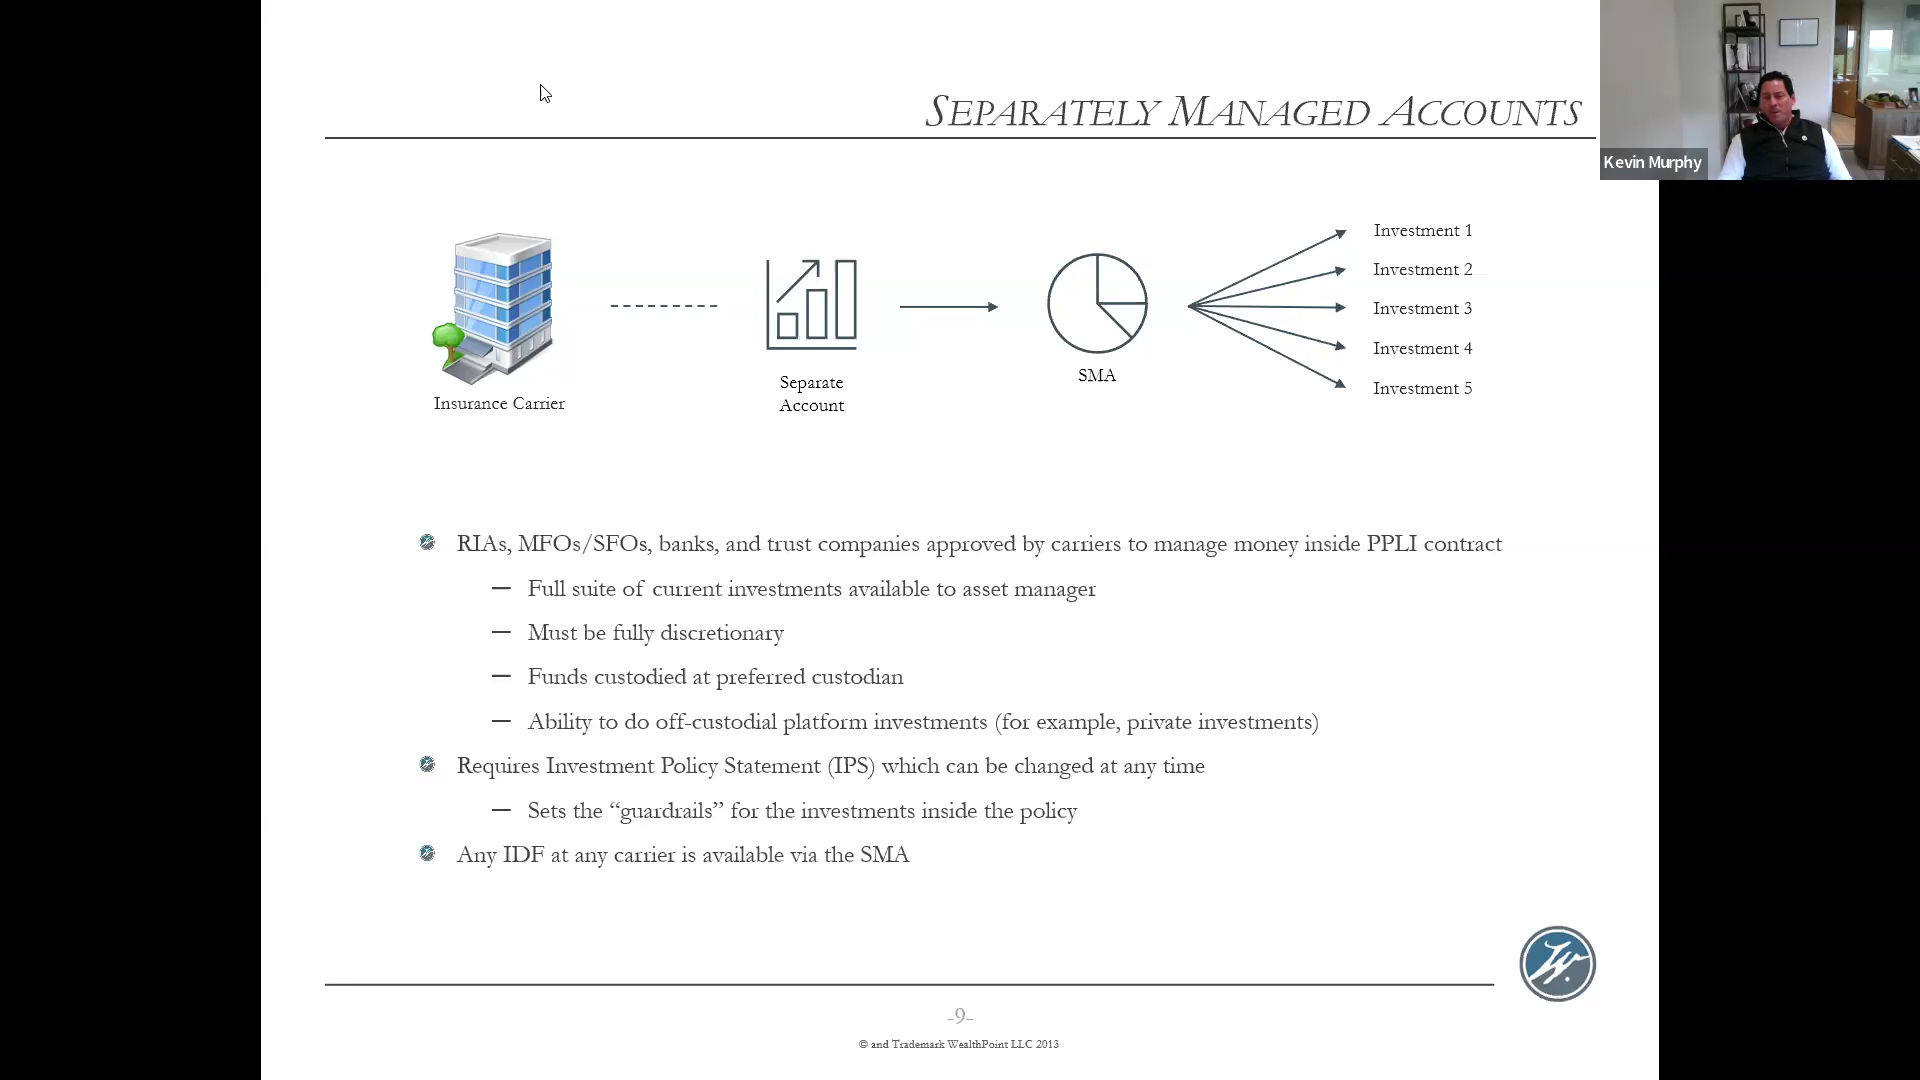 SEPARATELY MANAGED ACCOUNTS
Kevin Murphy
Investment 1
Investment 2
Investment 3
Investment 4
Investment 5
Insurance Carrier
Separate
Account
SMA
RIAs, MFOs/SFOs, banks, and trust companies approved by carriers to manage money inside PPLI contract
— Full suite of current investments available to asset manager
— Must be fully discretionary
— Funds custodied at preferred custodian
— Ability to do off-custodial platform investments (for example, private investments)
Requires Investment Policy Statement (IPS) which can be changed at any time
— Sets the “guardrails” for the investments inside the policy
Any IDF at any carrier is available via the SMA
-9-
© and Trademark WealthPoint LLC 2013